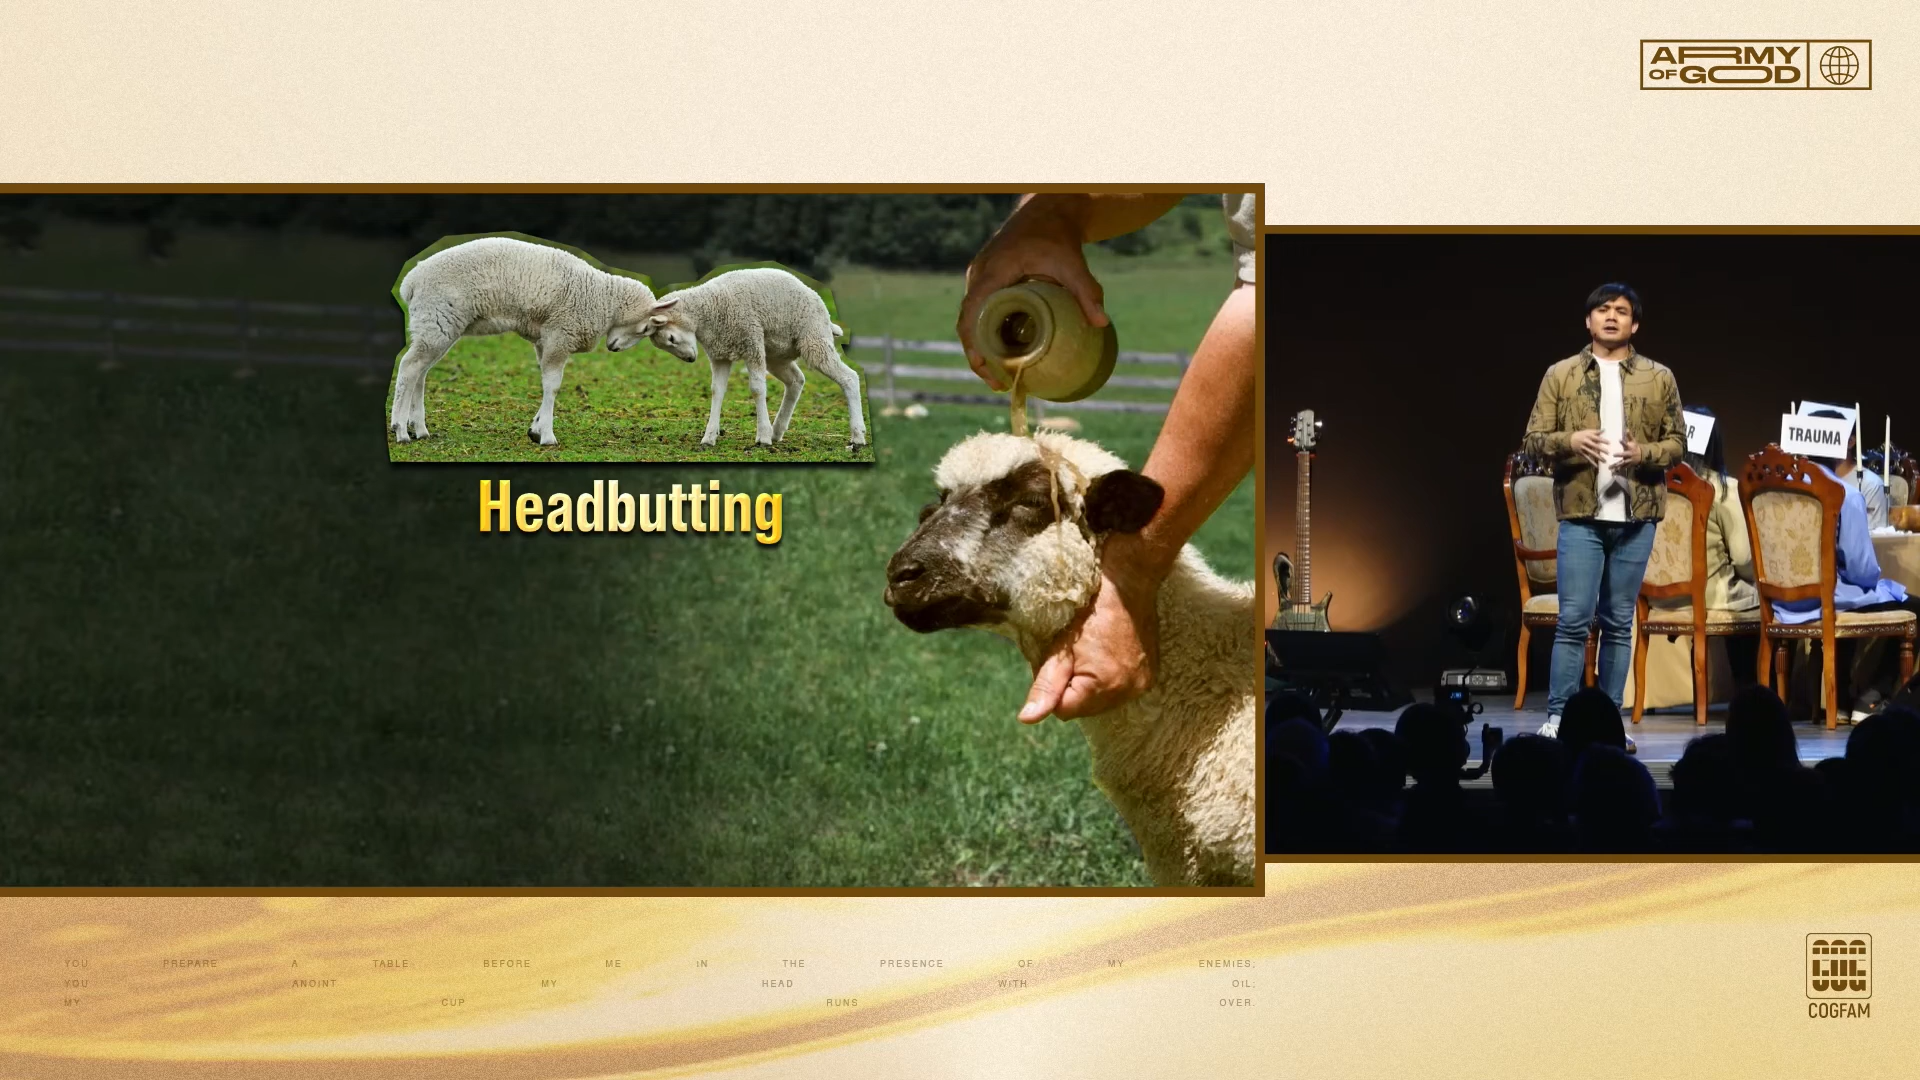 ARMY
OF GOOD
Headbutting
TRAUMA
YOU PREPARE A TABLE BEFORE ME IN THE PRESENCE OF MY ENEMIES;
YOU ANOINT MY HEAD WITH OIL;
MY CUP RUNS OVER.
COGFAM